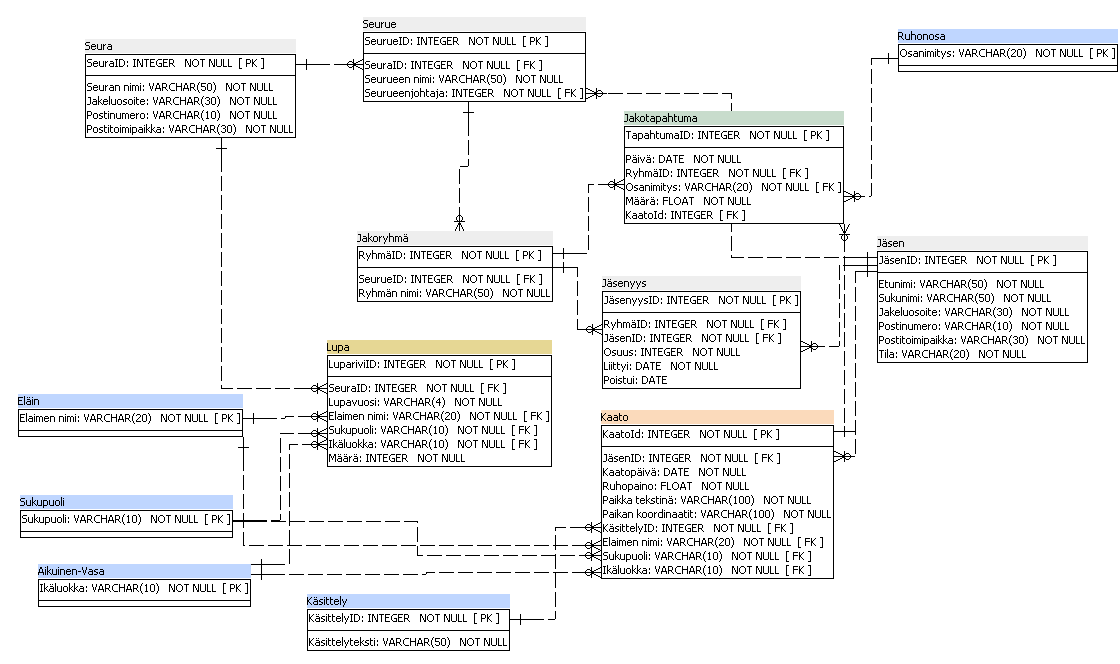 Seura
SeuraID: INTEGER NOT NULL [ PK ]
Seuran nimi: VARCHAR(50) NOT NULL
Jakeluosoite: VARCHAR(30) NOT NULL
Postinumero: VARCHAR(10) NOT NULL
Postitoimipaikka: VARCHAR(30) NOT NULL
Seurue
SeurueID: INTEGER NOT NULL [ PK ]
SeuraID: INTEGER NOT NULL [ FK ]
Seurueen nimi: VARCHAR(50) NOT NULL
Seurueenjohtaja: INTEGER NOT NULL [ FK ]
Ruhonosa
Osanimitys: VARCHAR(20) NOT NULL [ PK ]
Jakotapahtuma
TapahtumaID: INTEGER NOT NULL [ PK ]
Päivä: DATE NOT NULL
RyhmäID: INTEGER NOT NULL [ FK ]
Osanimitys: VARCHAR(20) NOT NULL [ FK ]
Määrä: FLOAT NOT NULL
KaatoId: INTEGER [ FK ]
Jakoryhmä
RyhmäID: INTEGER NOT NULL [ PK ]
SeurueID: INTEGER NOT NULL [ FK ]
Ryhmän nimi: VARCHAR(50) NOT NULL
Jäsen
JäsenID: INTEGER NOT NULL [ PK ]
Etunimi: VARCHAR(50) NOT NULL
Sukunimi: VARCHAR(50) NOT NULL
Jakeluosoite: VARCHAR(30) NOT NULL
Postinumero: VARCHAR(10) NOT NULL
Postitoimipaikka: VARCHAR(30) NOT NULL
Tila: VARCHAR(20) NOT NULL
Jäsenyys
JäsenyysID: INTEGER NOT NULL [ PK ]
RyhmäID: INTEGER NOT NULL [ FK ]
JäsenID: INTEGER NOT NULL [ FK ]
Osuus: INTEGER NOT NULL
Liittyi: DATE NOT NULL
Poistui: DATE
Lupa
LupariviID: INTEGER NOT NULL [ PK ]
SeuraID: INTEGER NOT NULL [ FK ]
Lupavuosi: VARCHAR(4) NOT NULL
Elaimen nimi: VARCHAR(20) NOT NULL [ FK ]
Sukupuoli: VARCHAR(10) NOT NULL [ FK ]
Ikäluokka: VARCHAR(10) NOT NULL [ FK ]
Määrä: INTEGER NOT NULL
Eläin
Elaimen nimi: VARCHAR(20) NOT NULL [ PK ]
Kaato
KaatoId: INTEGER NOT NULL [ PK ]
JäsenID: INTEGER NOT NULL [ FK ]
Kaatopäivä: DATE NOT NULL
Ruhopaino: FLOAT NOT NULL
Paikka tekstinä: VARCHAR(100) NOT NULL
Paikan koordinaatit: VARCHAR(100) NOT NULL
KäsittelyID: INTEGER NOT NULL [ FK ]
Elaimen nimi: VARCHAR(20) NOT NULL [ FK ]
Sukupuoli: VARCHAR(10) NOT NULL [ FK ]
Ikäluokka: VARCHAR(10) NOT NULL [ FK ]
Sukupuoli
Sukupuoli: VARCHAR(10) NOT NULL [ PK ]
Aikuinen-Vasa
Ikäluokka: VARCHAR(10) NOT NULL [ PK ]
Käsittely
KäsittelyID: INTEGER NOT NULL [ PK ]
Käsittelyteksti: VARCHAR(50) NOT NULL